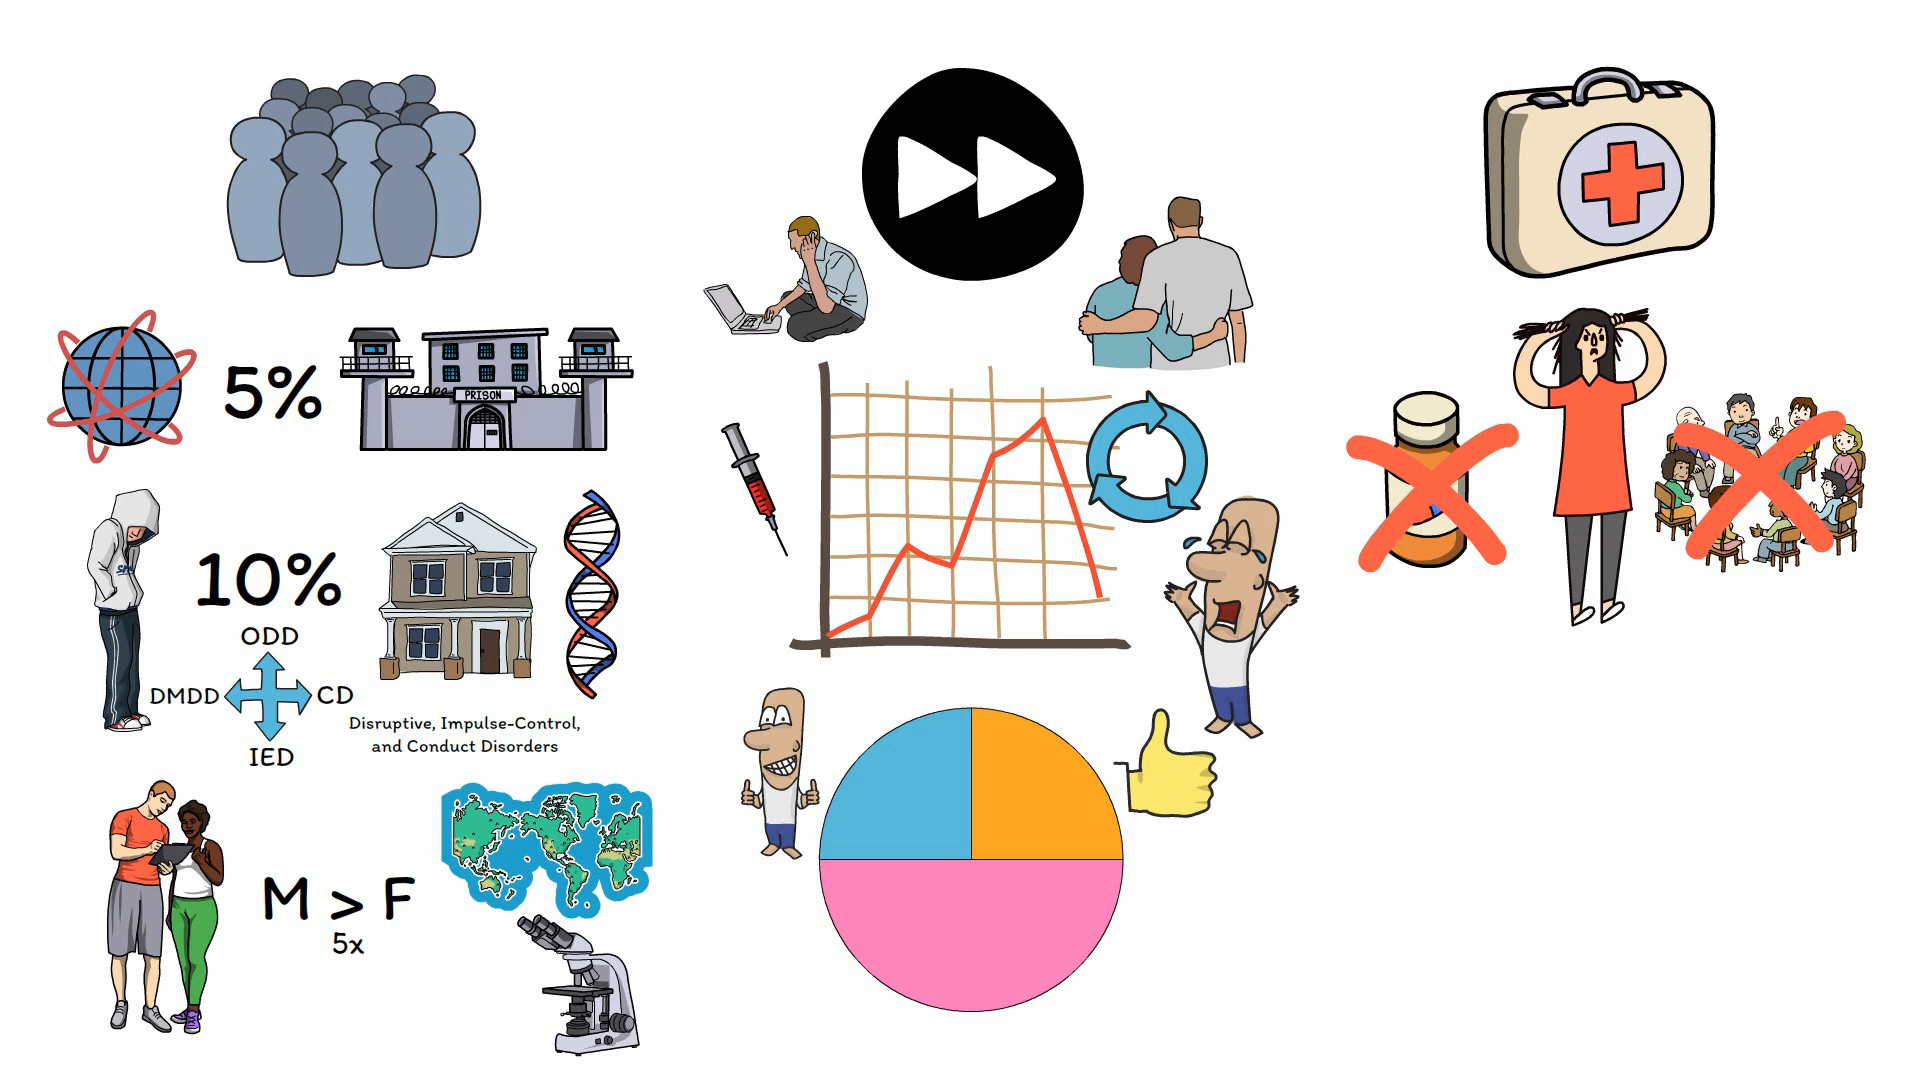 5%
PRISON
10%
ODD
DMDD
CD
IED
Disruptive, Impulse-Control,
and Conduct Disorders
M > F
5x